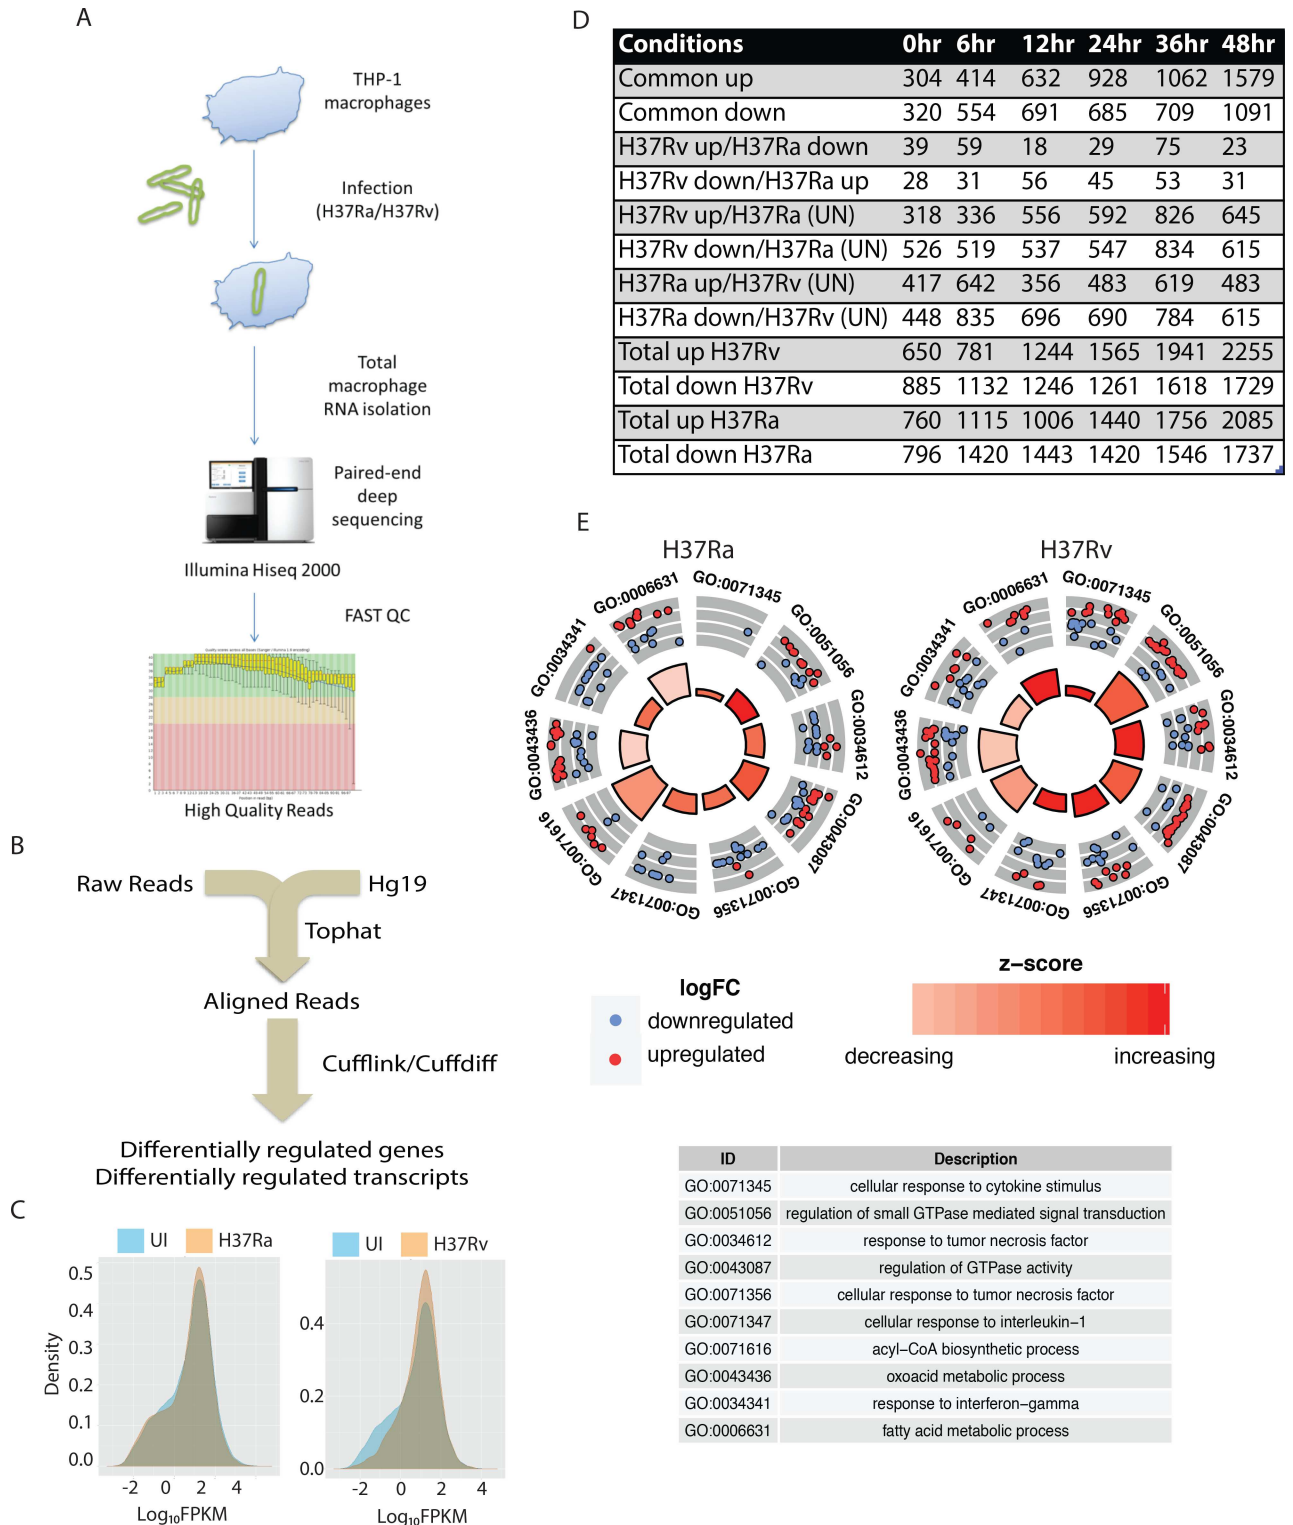 A
THP-1
macrophages
Infection
(H37Ra/H37Rv)
Total
macrophage
RNA isolation
Paired-end
deep
sequencing
Illumina Hiseq 2000
FAST QC
High Quality Reads
B
Raw Reads
Hg19
Tophat
Aligned Reads
Cufflink/Cuffdiff
Differentially regulated genes
Differentially regulated transcripts
C
UI H37Ra
UI H37Rv
Density
0.5
0.4
0.3
0.2
0.1
0.0
-2 0 2 4
Log₁₀FPKM
0.4
0.2
0.0
-2 0 2 4
Log₁₀FPKM
D
Conditions 0hr 6hr 12hr 24hr 36hr 48hr
Common up 304 414 632 928 1062 1579
Common down 320 554 691 685 709 1091
H37Rv up/H37Ra down 39 59 18 29 75 23
H37Rv down/H37Ra up 28 31 56 45 53 31
H37Rv up/H37Ra (UN) 318 336 556 592 826 645
H37Rv down/H37Ra (UN) 526 519 537 547 834 615
H37Ra up/H37Rv (UN) 417 642 356 483 619 483
H37Ra down/H37Rv (UN) 448 835 696 690 784 615
Total up H37Rv 650 781 1244 1565 1941 2255
Total down H37Rv 885 1132 1246 1261 1618 1729
Total up H37Ra 760 1115 1006 1440 1756 2085
Total down H37Ra 796 1420 1443 1420 1546 1737
E
H37Ra
GO:0071345
GO:0051056
GO:0034612
GO:0043087
GO:0071356
GO:0071347
GO:0071616
GO:0043436
GO:0034341
GO:0006631
H37Rv
GO:0071345
GO:0051056
GO:0034612
GO:0043087
GO:0071356
GO:0071347
GO:0071616
GO:0043436
GO:0034341
GO:0006631
logFC
downregulated
upregulated
z−score
decreasing
increasing
ID Description
GO:0071345 cellular response to cytokine stimulus
GO:0051056 regulation of small GTPase mediated signal transduction
GO:0034612 response to tumor necrosis factor
GO:0043087 regulation of GTPase activity
GO:0071356 cellular response to tumor necrosis factor
GO:0071347 cellular response to interleukin−1
GO:0071616 acyl−CoA biosynthetic process
GO:0043436 oxoacid metabolic process
GO:0034341 response to interferon−gamma
GO:0006631 fatty acid metabolic process